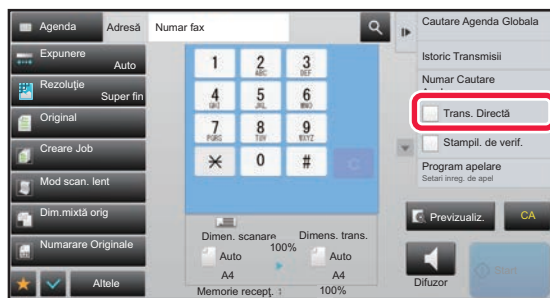 Agenda
Adresă
Numar fax
Expunere
Auto
Rezoluţie
Super fin
Original
Creare Job
Mod scan. lent
Dim.mixtă orig
Numarare Originale
Altele
1
2
ABC
3
DEF
4
GHI
5
JKL
6
MNO
7
PQRS
8
TUV
9
WXYZ
0
#
C
Dimen. scanare
Auto
A4
100%
Dimens. trans.
Auto
A4
Memorie recepţ. :
100%
Cautare Agenda Globala
Istoric Transmisii
Numar Cautare
Trans. Directă
Stampil. de verif.
Program apelare
Setari inreg. de apel
Previzualiz.
CA
Difuzor
Start